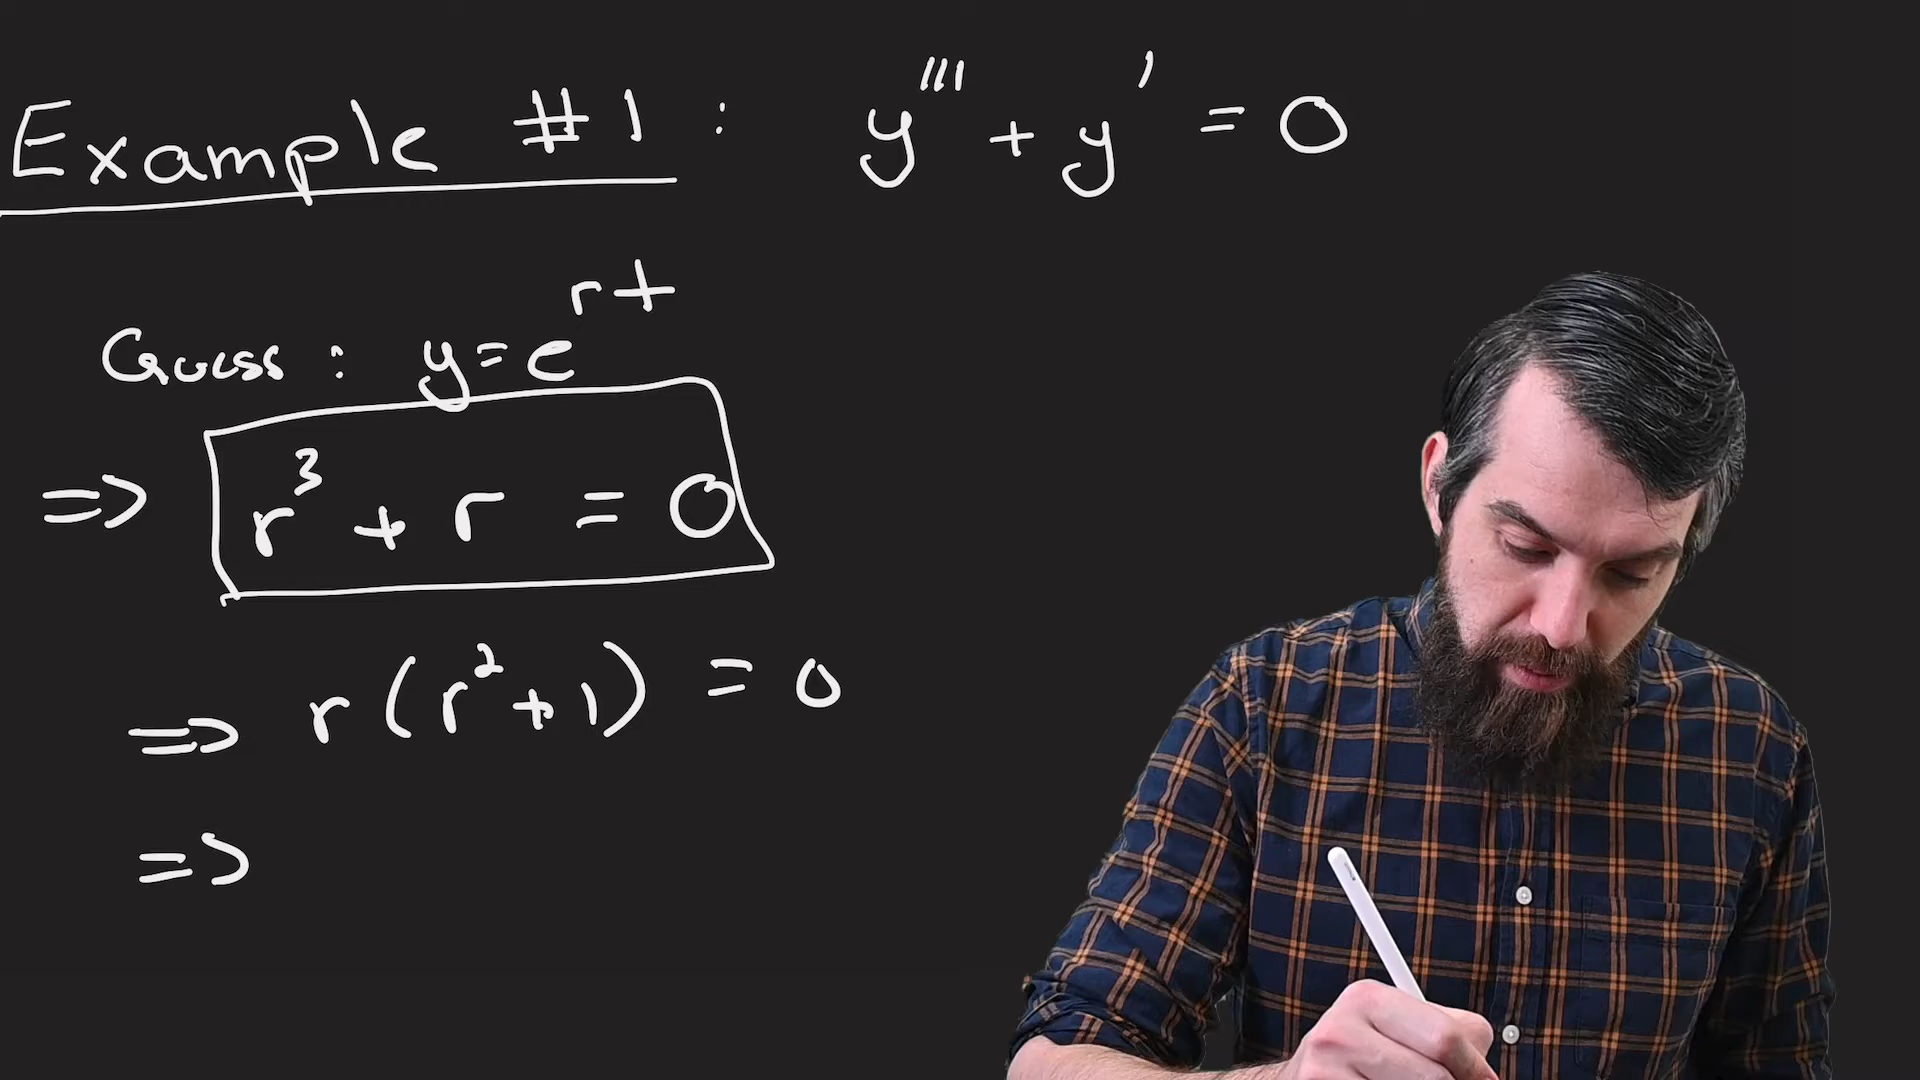 Example #1 : y''' + y' = 0
Guess : y = e^{rt}
=> r^3 + r = 0
=> r(r^2 + 1) = 0
=>